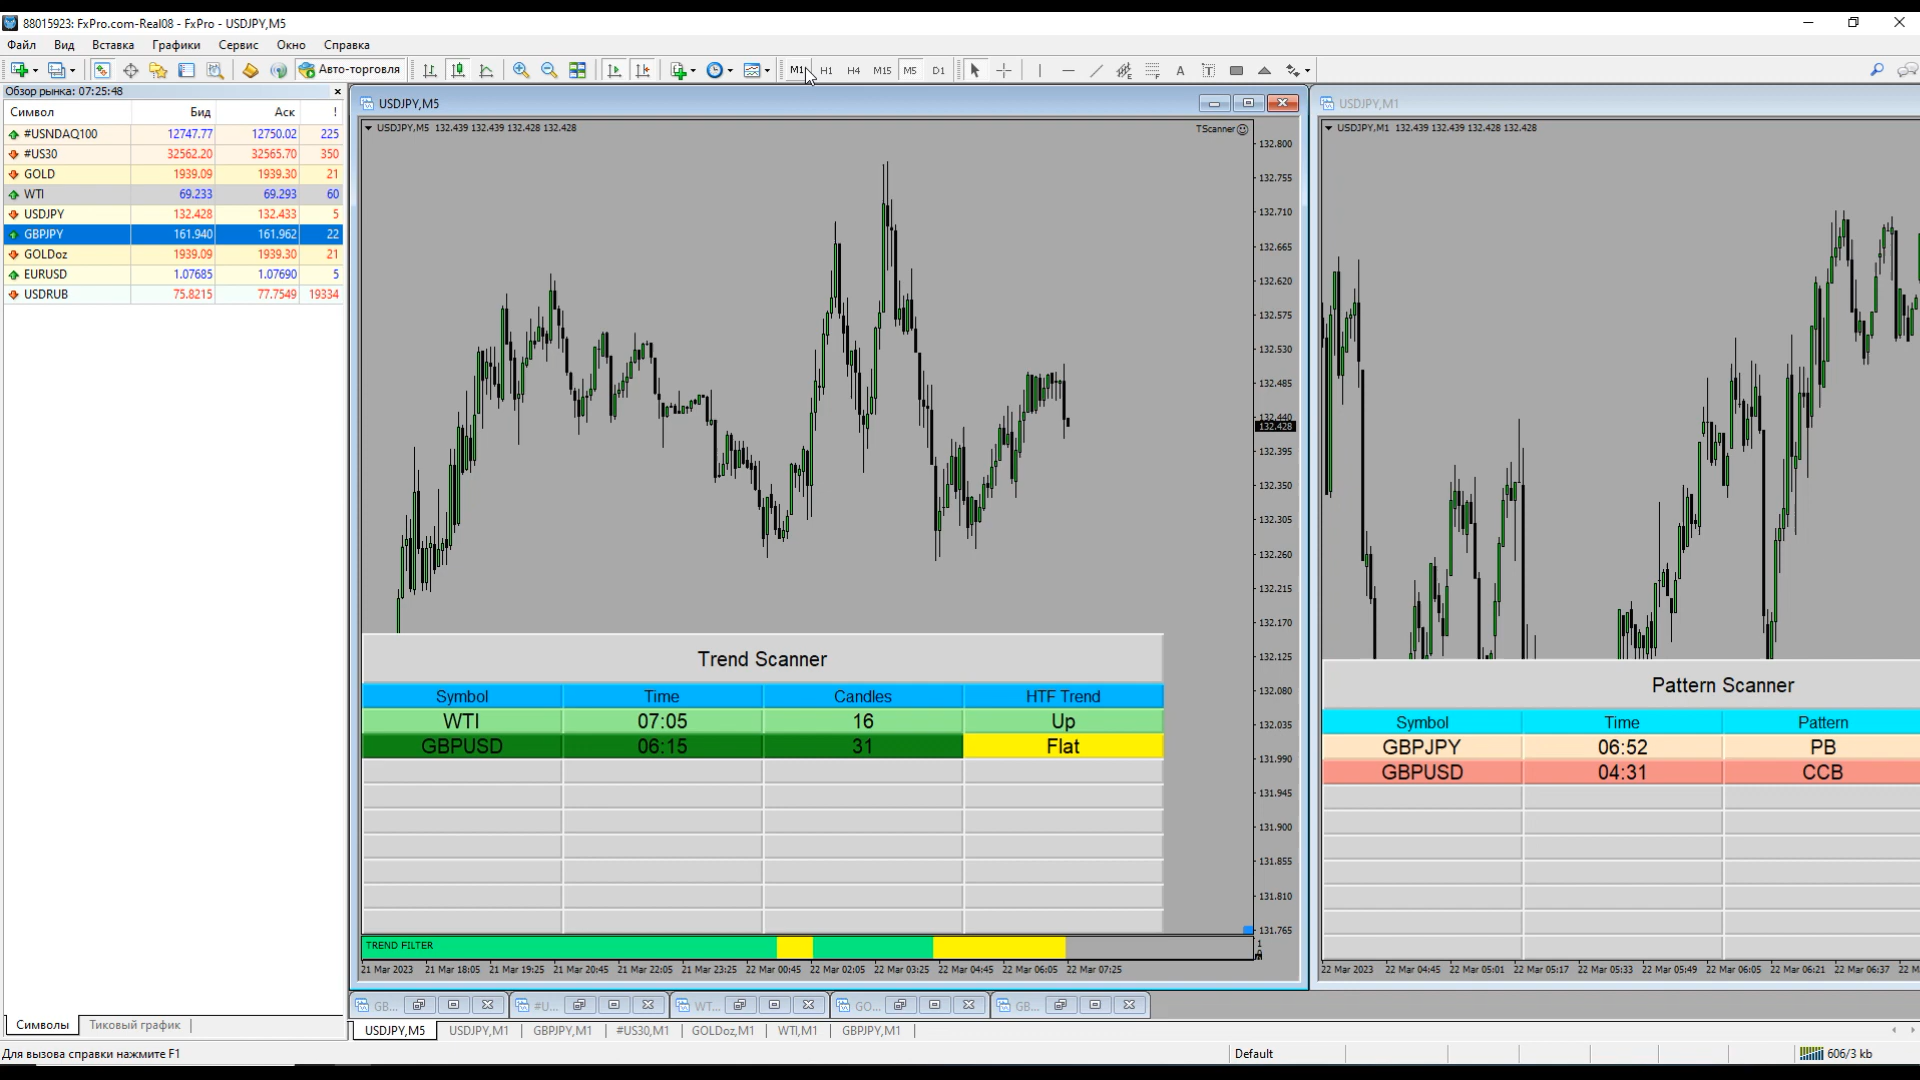 88015923: FxPro.com-Real08 - FxPro - USDJPY,M5
Файл Вид Вставка Графики Сервис Окно Справка
Авто-торговля M1 H1 H4 M15 M5 D1 A T
Обзор рынка: 07:25:48
Символ Бид Аск !
#USNDAQ100 12747.77 12750.02 225
#US30 32562.20 32565.70 350
GOLD 1939.09 1939.30 21
WTI 69.233 69.293 60
USDJPY 132.428 132.433 5
GBPJPY 161.940 161.962 22
GOLDoz 1939.09 1939.30 21
EURUSD 1.07685 1.07690 5
USDRUB 75.8215 77.7549 19334
Символы Тиковый график
USDJPY,M5
USDJPY,M5 132.439 132.439 132.428 132.428
TScanner
132.800
132.755
132.710
132.665
132.620
132.575
132.530
132.485
132.440
132.428
132.395
132.350
132.305
132.260
132.215
132.170
132.125
132.080
132.035
131.990
131.945
131.900
131.855
131.810
131.765
Trend Scanner
Symbol Time Candles HTF Trend
WTI 07:05 16 Up
GBPUSD 06:15 31 Flat
TREND FILTER
1
21 Mar 2023 21 Mar 18:05 21 Mar 19:25 21 Mar 20:45 21 Mar 22:05 21 Mar 23:25 22 Mar 00:45 22 Mar 02:05 22 Mar 03:25 22 Mar 04:45 22 Mar 06:05 22 Mar 07:25
USDJPY,M1
USDJPY,M1 132.439 132.439 132.428 132.428
Pattern Scanner
Symbol Time Pattern
GBPJPY 06:52 PB
GBPUSD 04:31 CCB
22 Mar 2023 22 Mar 04:45 22 Mar 05:01 22 Mar 05:17 22 Mar 05:33 22 Mar 05:49 22 Mar 06:05 22 Mar 06:21 22 Mar 06:37 22 M
GB... #U... WT... GO... GB...
USDJPY,M5 USDJPY,M1 GBPJPY,M1 #US30,M1 GOLDoz,M1 WTI,M1 GBPJPY,M1
Для вызова справки нажмите F1
Default
606/3 kb